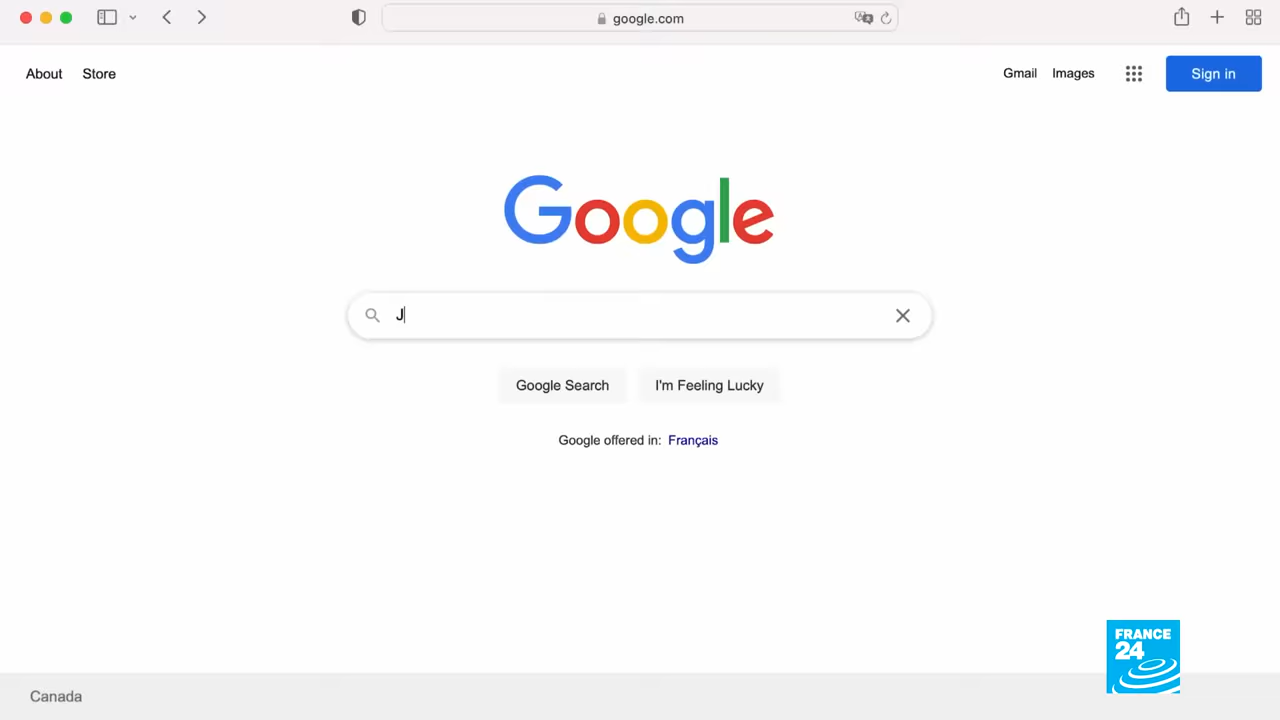 google.com
About Store Gmail Images Sign in
Google
J
Google Search I'm Feeling Lucky
Google offered in: Français
FRANCE
24
Canada